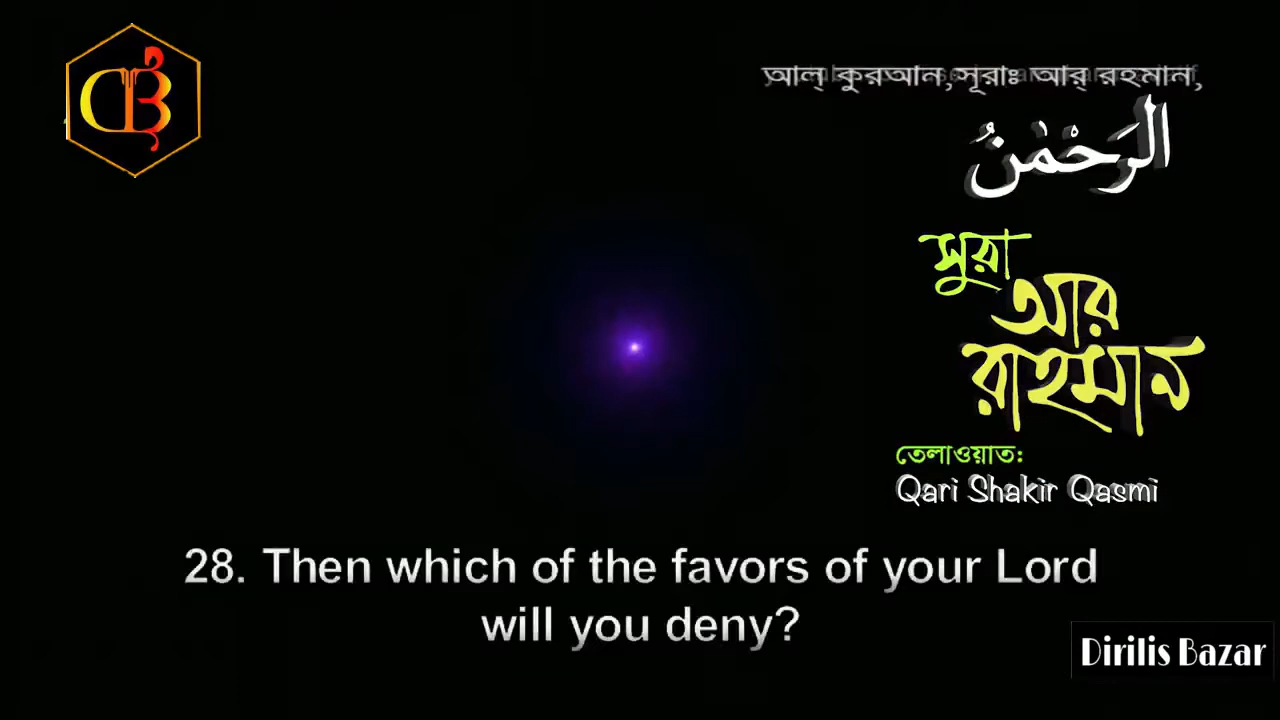 আল্ কুরআন,সূরাঃ আর্ রহমান,
الرَحْمٰنُ
সুরা
আর
রাহমান
তেলাওয়াত:
Qari Shakir Qasmi
28. Then which of the favors of your Lord
will you deny?
Dirilis Bazar